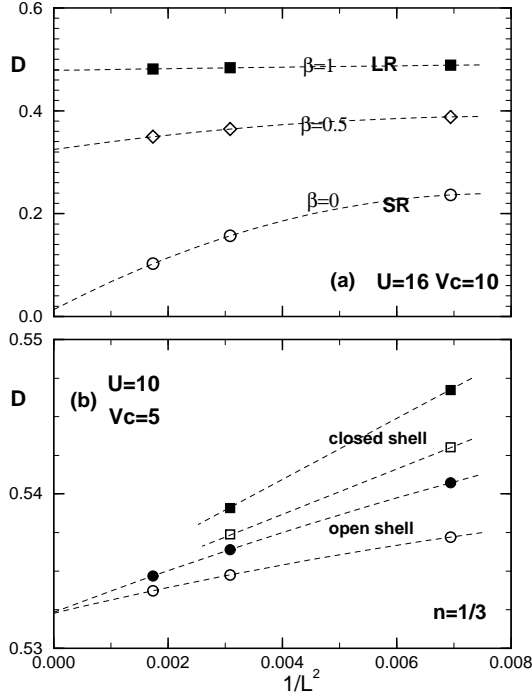 0.6
D
β=1 LR
0.4
β=0.5
0.2
β=0
SR
(a) U=16 Vc=10
0.0
0.55
D
(b) U=10
Vc=5
closed shell
0.54
open shell
n=1/3
0.53
0.000 0.002 0.004 0.006 0.008
1/L²